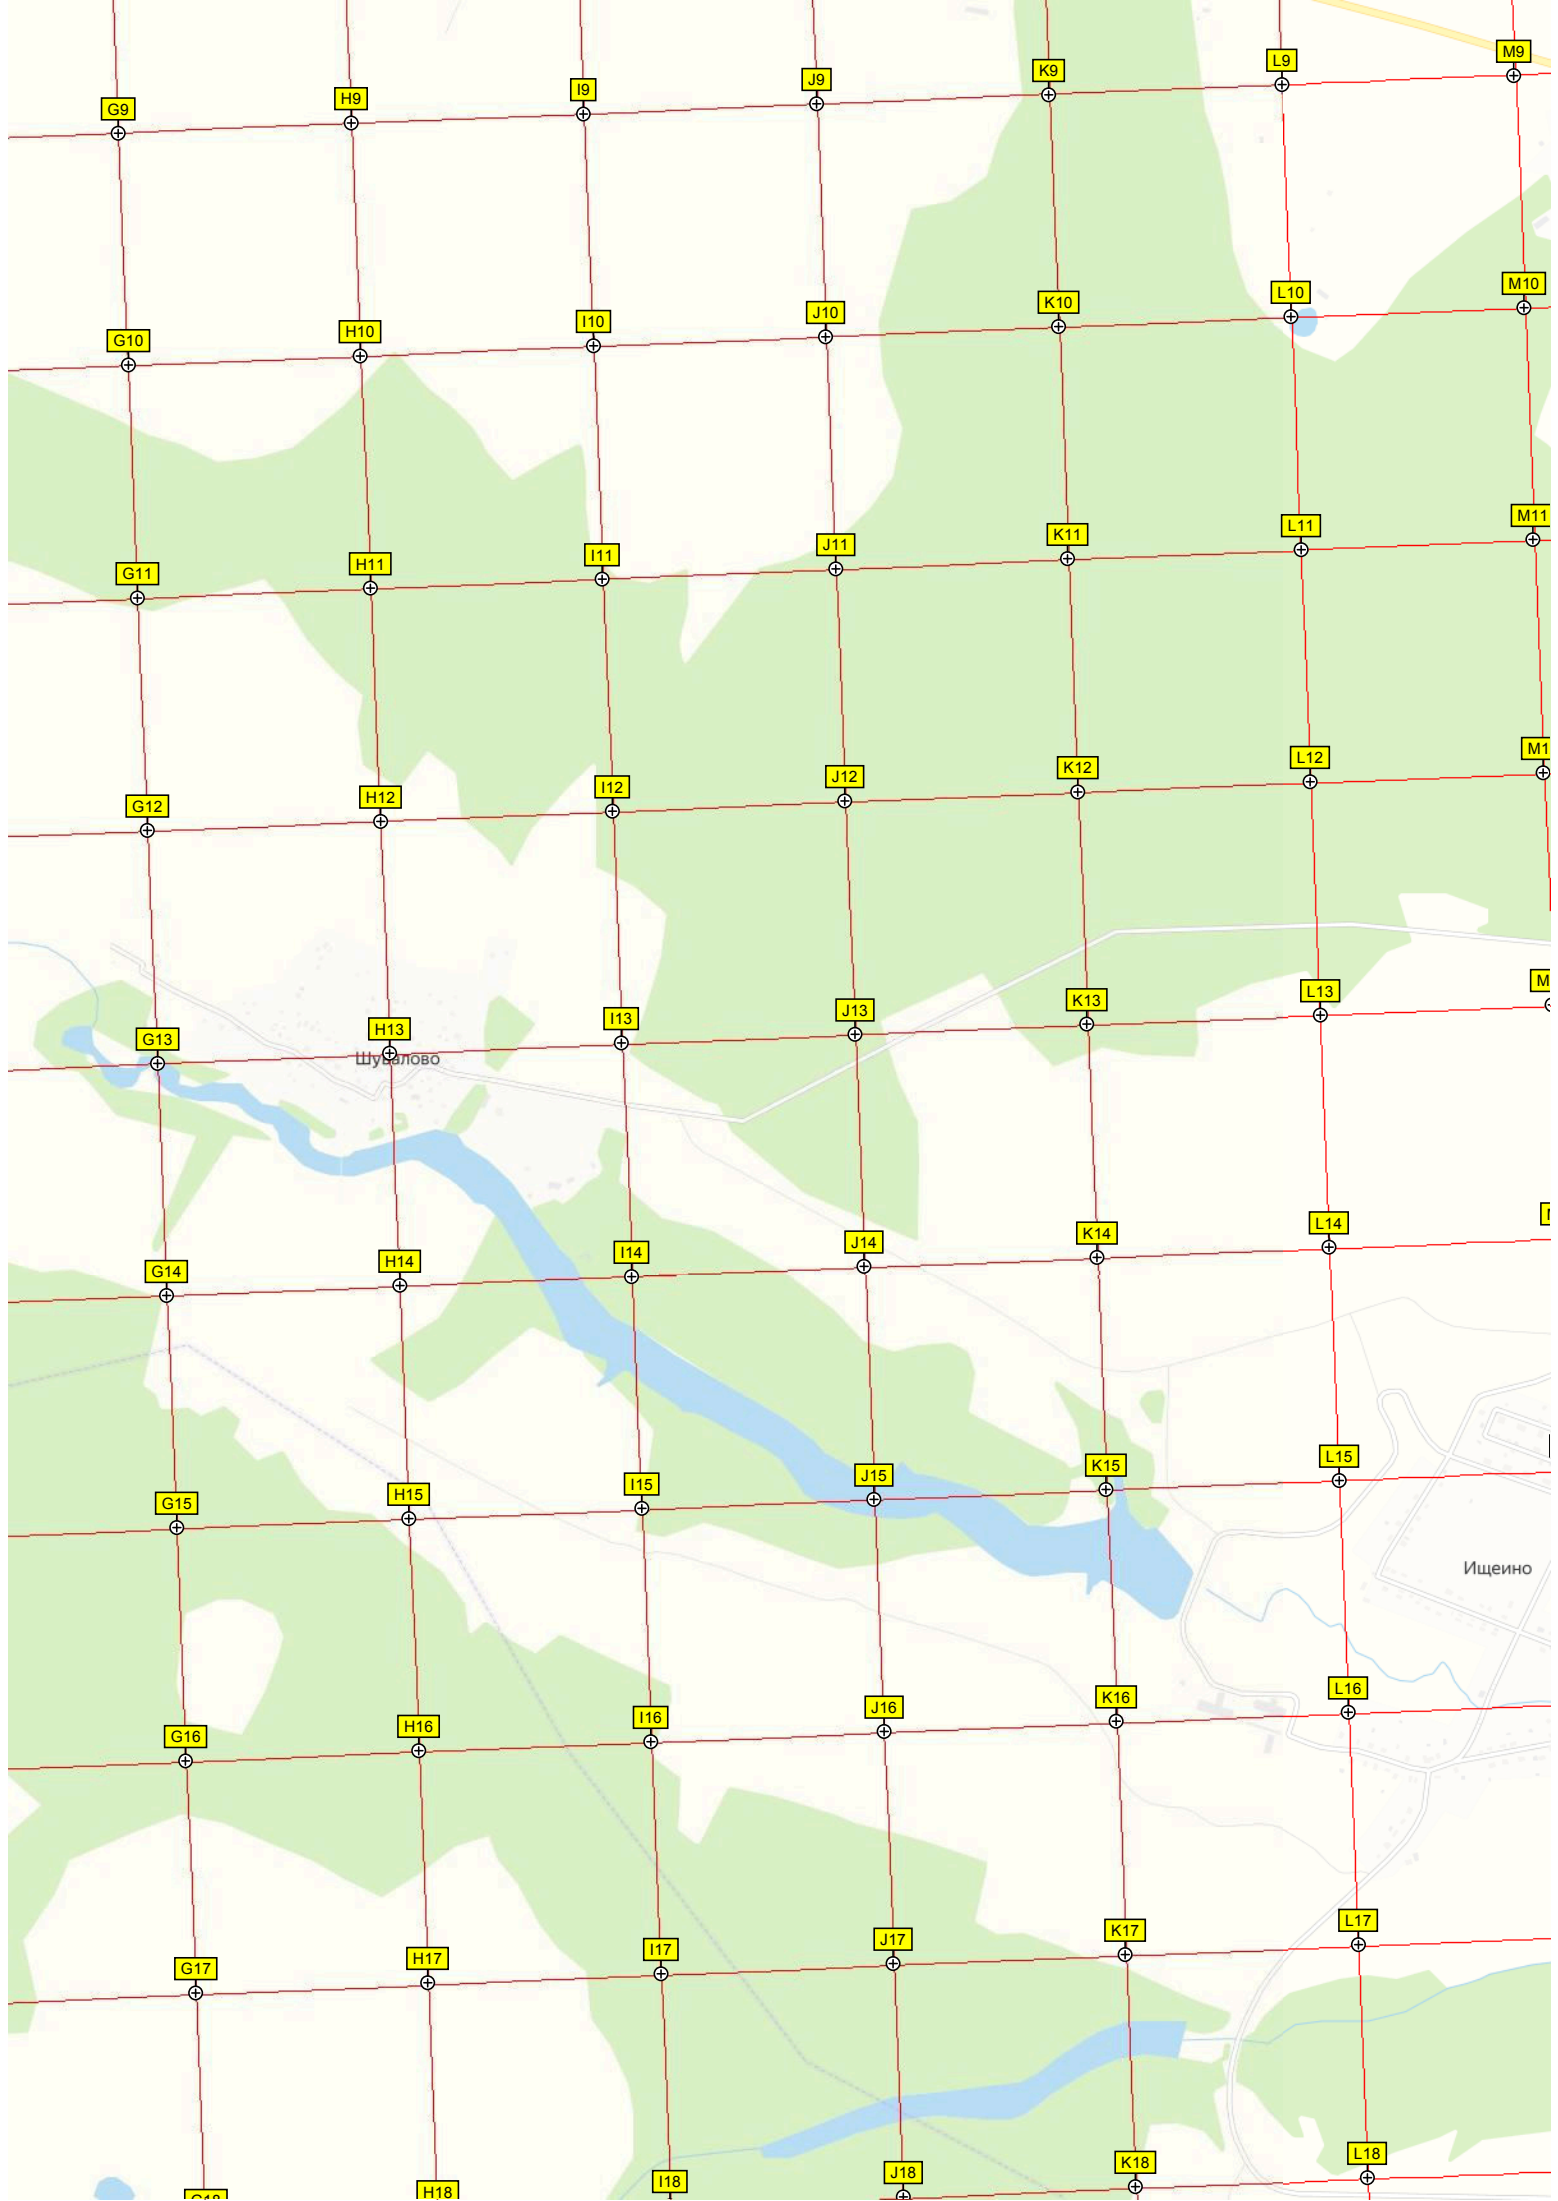 G9 H9 I9 J9 K9 L9 M9
G10 H10 I10 J10 K10 L10 M10
G11 H11 I11 J11 K11 L11 M11
G12 H12 I12 J12 K12 L12
G13 H13 I13 J13 K13 L13
Шувалово
G14 H14 I14 J14 K14 L14
G15 H15 I15 J15 K15 L15
Ищеино
G16 H16 I16 J16 K16 L16
G17 H17 I17 J17 K17 L17
H18 I18 J18 K18 L18